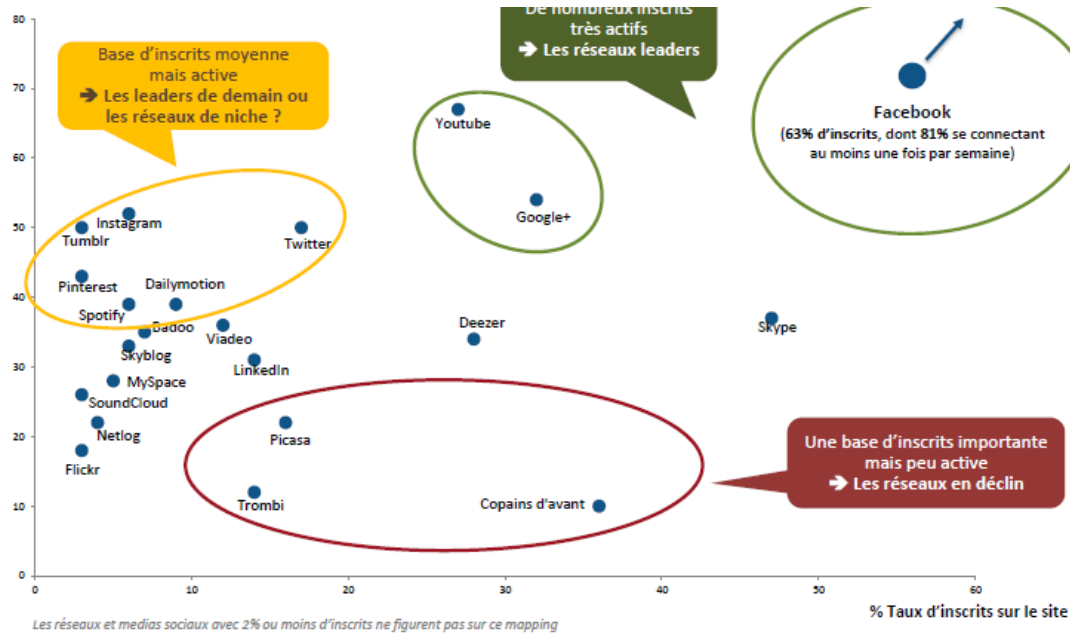 80
70
60
50
40
30
20
10
0
0
10
20
30
40
50
60
Base d'inscrits moyenne
mais active
➔ Les leaders de demain ou
les réseaux de niche ?
De nombreux inscrits
très actifs
➔ Les réseaux leaders
Facebook
(63% d'inscrits, dont 81% se connectant
au moins une fois par semaine)
Youtube
Google+
Instagram
Tumblr
Twitter
Pinterest
Dailymotion
Spotify
Badoo
Viadeo
Skyblog
LinkedIn
MySpace
SoundCloud
Netlog
Flickr
Deezer
Skype
Picasa
Trombi
Copains d'avant
Une base d'inscrits importante
mais peu active
➔ Les réseaux en déclin
% Taux d'inscrits sur le site
Les réseaux et medias sociaux avec 2% ou moins d'inscrits ne figurent pas sur ce mapping